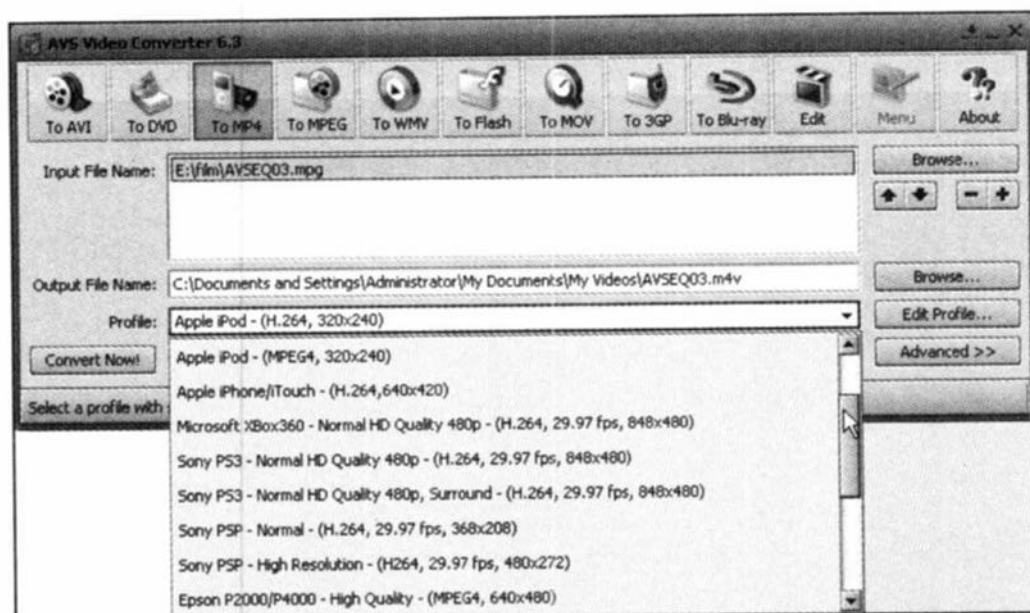 AVS Video Converter 6.3
To AVI To DVD To MP4 To MPEG To WMV To Flash To MOV To 3GP To Blu-ray Edit Menu About
Input File Name: E:\film\AVSEQ03.mpg Browse...
Output File Name: C:\Documents and Settings\Administrator\My Documents\My Videos\AVSEQ03.m4v Browse...
Profile: Apple iPod - (H.264, 320x240) Edit Profile...
Convert Now! Apple iPod - (MPEG4, 320x240) Advanced >>
Apple iPhone/iTouch - (H.264,640x420)
Select a profile with
Microsoft XBox360 - Normal HD Quality 480p - (H.264, 29.97 fps, 848x480)
Sony PS3 - Normal HD Quality 480p - (H.264, 29.97 fps, 848x480)
Sony PS3 - Normal HD Quality 480p, Surround - (H.264, 29.97 fps, 848x480)
Sony PSP - Normal - (H.264, 29.97 fps, 368x208)
Sony PSP - High Resolution - (H264, 29.97 fps, 480x272)
Epson P2000/P4000 - High Quality - (MPEG4, 640x480)